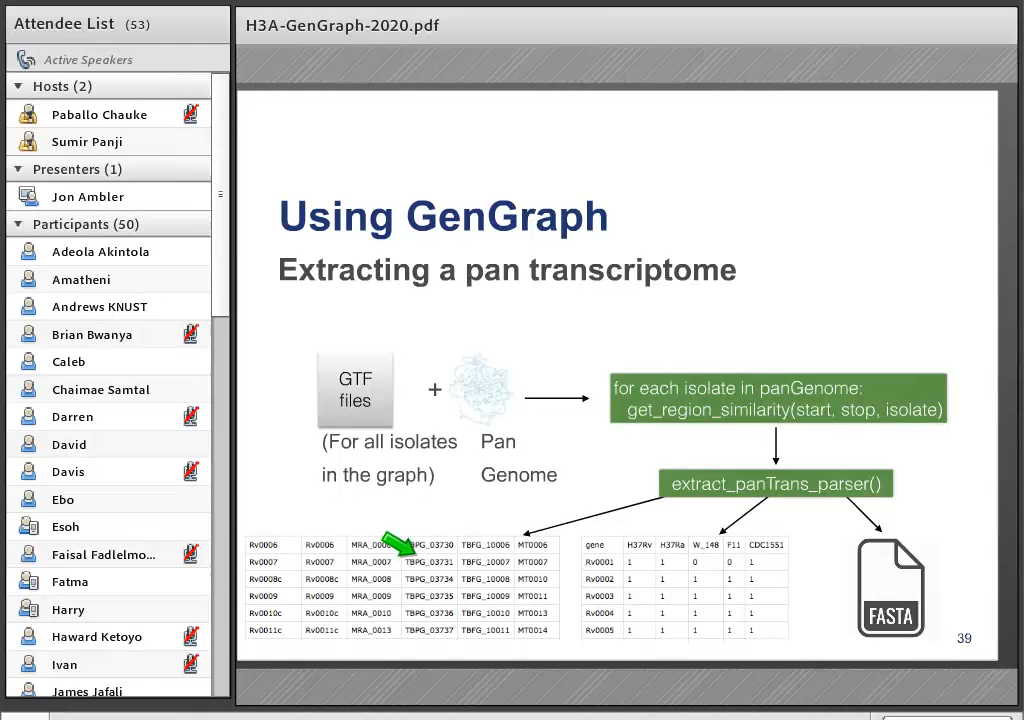 Attendee List (53)
Active Speakers
Hosts (2)
Paballo Chauke
Sumir Panji
Presenters (1)
Jon Ambler
Participants (50)
Adeola Akintola
Amatheni
Andrews KNUST
Brian Bwanya
Caleb
Chaimae Samtal
Darren
David
Davis
Ebo
Esoh
Faisal Fadlelmo...
Fatma
Harry
Haward Ketoyo
Ivan
James Jafali
H3A-GenGraph-2020.pdf
Using GenGraph
Extracting a pan transcriptome
GTF
files
+
(For all isolates
in the graph)
Pan
Genome
for each isolate in panGenome:
get_region_similarity(start, stop, isolate)
extract_panTrans_parser()
Rv0006 Rv0006 MRA_0006 TBPG_03730 TBFG_10006 MT0006
Rv0007 Rv0007 MRA_0007 TBPG_03731 TBFG_10007 MT0007
Rv0008c Rv0008c MRA_0008 TBPG_03734 TBFG_10008 MT0010
Rv0009 Rv0009 MRA_0009 TBPG_03735 TBFG_10009 MT0011
Rv0010c Rv0010c MRA_0010 TBPG_03736 TBFG_10010 MT0013
Rv0011c Rv0011c MRA_0013 TBPG_03737 TBFG_10011 MT0014
gene H37Rv H37Ra W_148 F11 CDC1551
Rv0001 1 1 0 0 1
Rv0002 1 1 1 1 1
Rv0003 1 1 1 1 1
Rv0004 1 1 1 1 1
Rv0005 1 1 1 1 1
FASTA
39